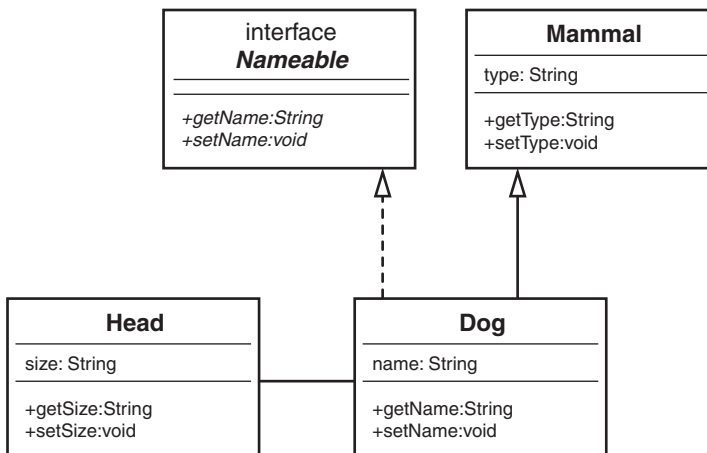 interface
Nameable
+getName:String
+setName:void
Mammal
type: String
+getType:String
+setType:void
Head
size: String
+getSize:String
+setSize:void
Dog
name: String
+getName:String
+setName:void